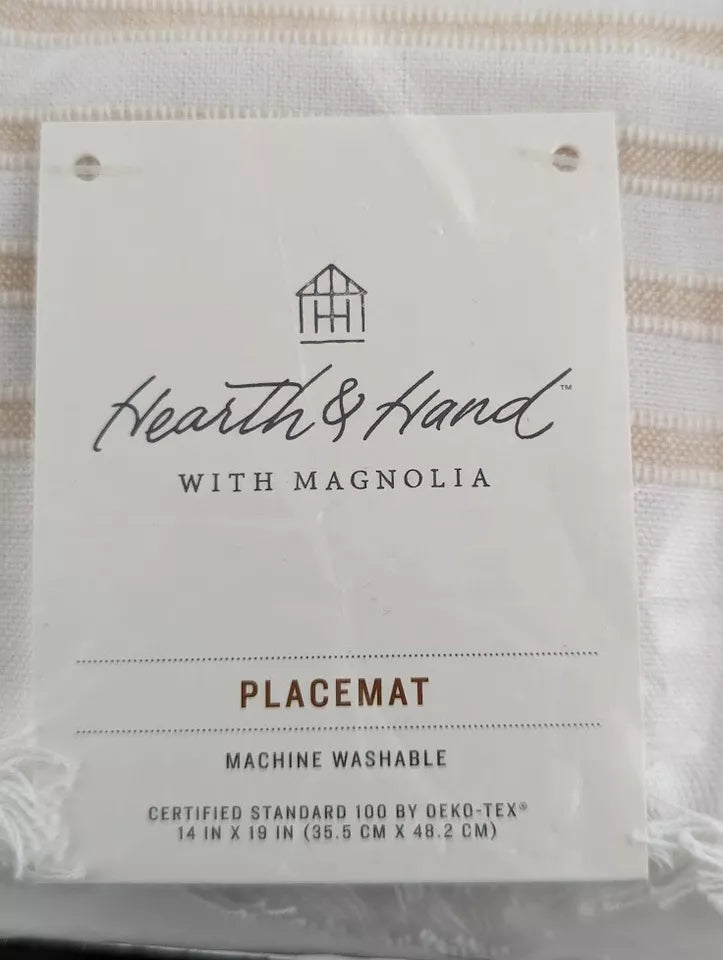 HH
Hearth & Hand™
WITH MAGNOLIA
PLACEMAT
MACHINE WASHABLE
CERTIFIED STANDARD 100 BY OEKO-TEX®
14 IN X 19 IN (35.5 CM X 48.2 CM)